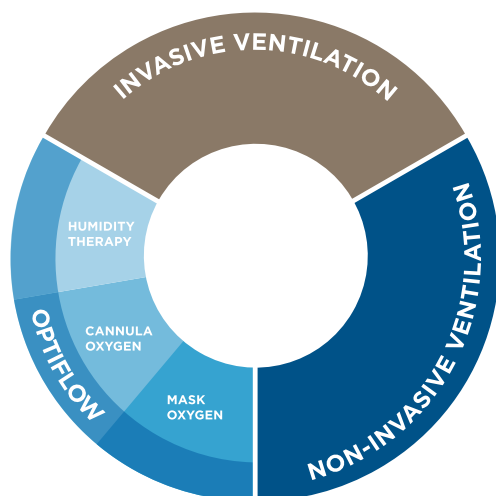 INVASIVE VENTILATION
HUMIDITY
THERAPY
CANNULA
OXYGEN
MASK
OXYGEN
OPTIFLOW
NON-INVASIVE VENTILATION